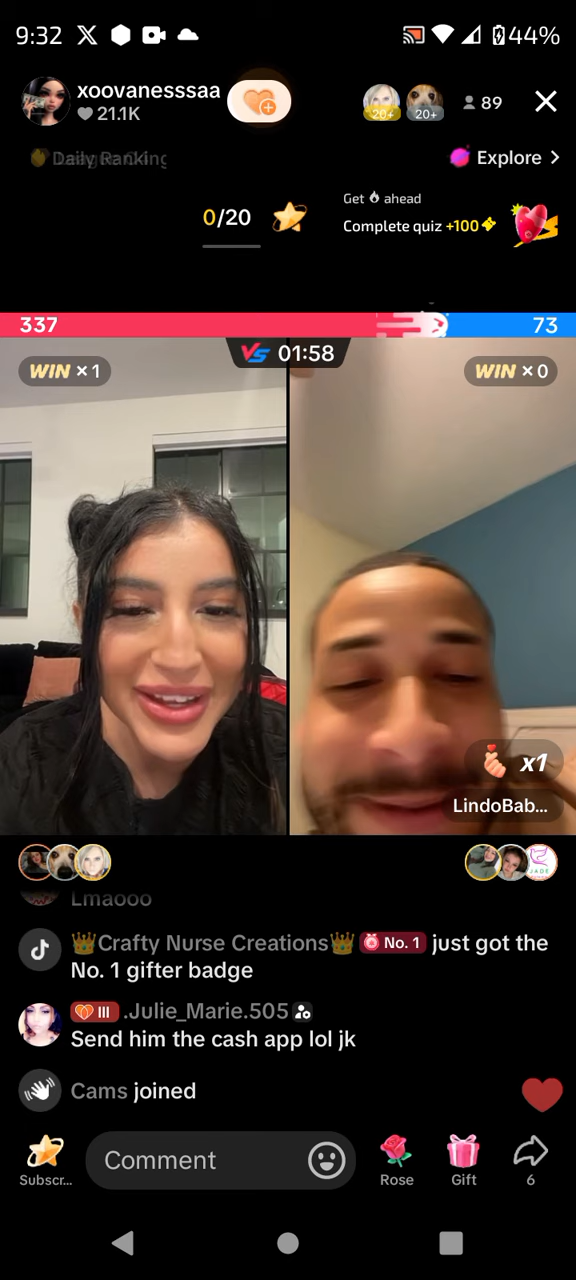 9:32
44%
xoovanesssaa
21.1K
20+
20+
89
Daily Ranking
Explore
0/20
Get ahead
Complete quiz +100
337
73
VS 01:58
WIN ×1
WIN ×0
x1
LindoBab...
JADE
Lmaooo
Crafty Nurse Creations No. 1 just got the
No. 1 gifter badge
III .Julie_Marie.505
Send him the cash app lol jk
Cams joined
Comment
Subscr...
Rose
Gift
6